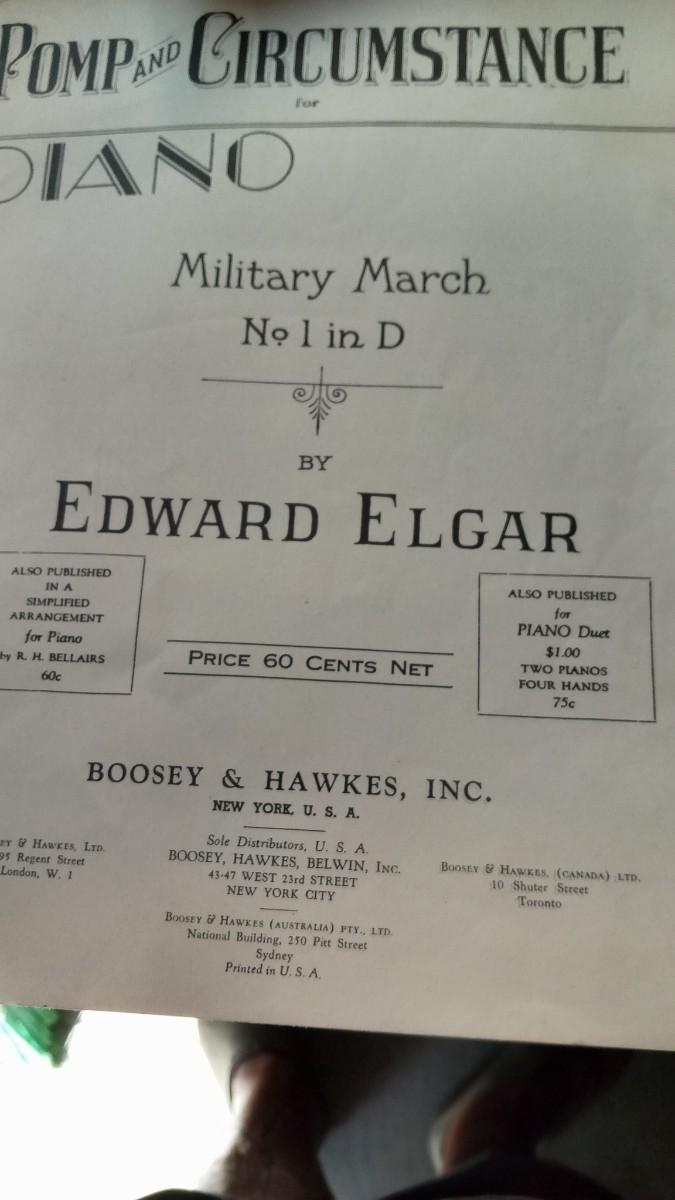 POMP AND CIRCUMSTANCE
for
PIANO
Military March
No 1 in D
BY
EDWARD ELGAR
ALSO PUBLISHED
IN A
SIMPLIFIED
ARRANGEMENT
for Piano
by R. H. BELLAIRS
60c
PRICE 60 CENTS NET
ALSO PUBLISHED
for
PIANO Duet
$1.00
TWO PIANOS
FOUR HANDS
75c
BOOSEY & HAWKES, INC.
NEW YORK, U. S. A.
EY & HAWKES, LTD.
95 Regent Street
London, W. 1
Sole Distributors, U. S. A.
BOOSEY, HAWKES, BELWIN, INC.
43-47 WEST 23rd STREET
NEW YORK CITY
BOOSEY & HAWKES, (CANADA) LTD.
10 Shuter Street
Toronto
BOOSEY & HAWKES (AUSTRALIA) PTY., LTD.
National Building, 250 Pitt Street
Sydney
Printed in U. S. A.